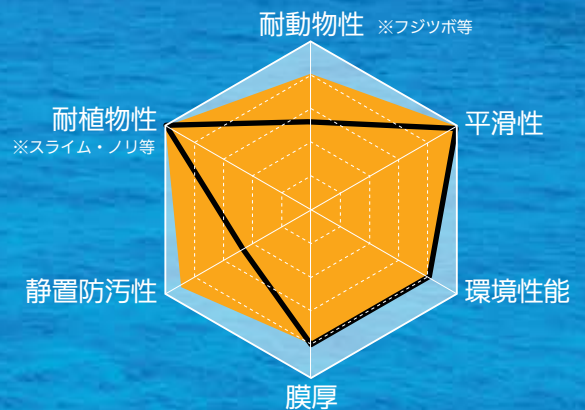 耐動物性 ※フジツボ等
耐植物性
※スライム・ノリ等
平滑性
静置防汚性
環境性能
膜厚